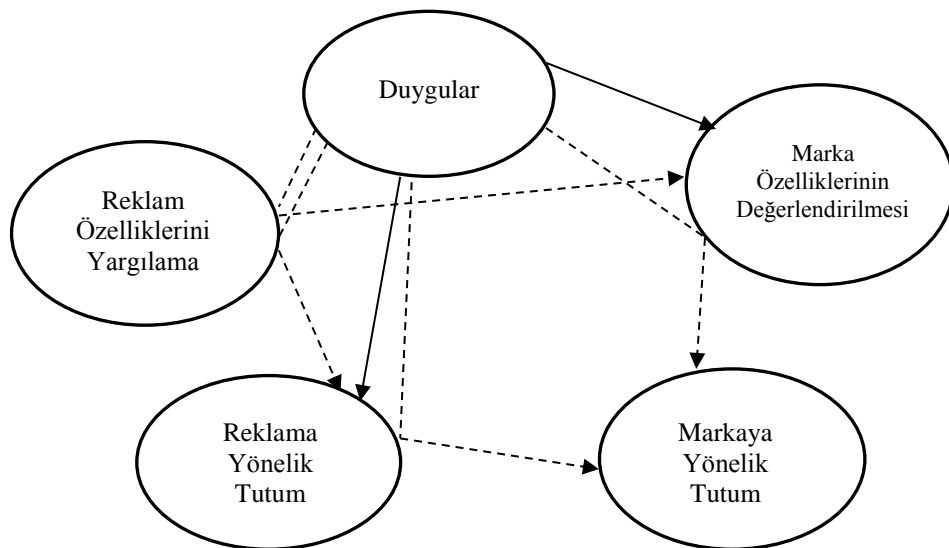 Duygular
Marka
Özelliklerinin
Değerlendirilmesi
Reklam
Özelliklerini
Yargılama
Reklama
Yönelik
Tutum
Markaya
Yönelik
Tutum